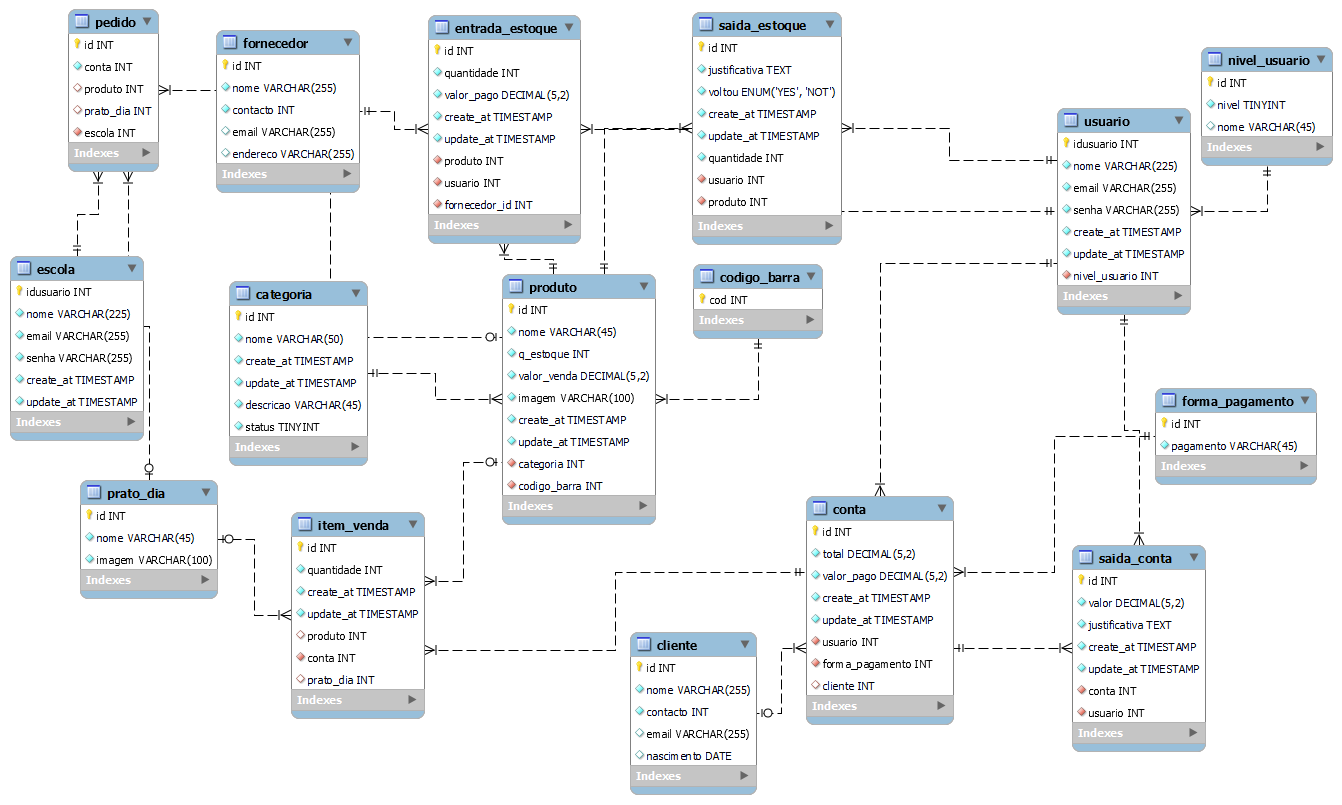 pedido
id INT
conta INT
produto INT
prato_dia INT
escola INT
Indexes
fornecedor
id INT
nome VARCHAR(255)
contacto INT
email VARCHAR(255)
endereco VARCHAR(255)
Indexes
entrada_estoque
id INT
quantidade INT
valor_pago DECIMAL(5,2)
create_at TIMESTAMP
update_at TIMESTAMP
produto INT
usuario INT
fornecedor_id INT
Indexes
saida_estoque
id INT
justificativa TEXT
voltou ENUM('YES', 'NOT')
create_at TIMESTAMP
update_at TIMESTAMP
quantidade INT
usuario INT
produto INT
Indexes
nivel_usuario
id INT
nivel TINYINT
nome VARCHAR(45)
Indexes
usuario
idusuario INT
nome VARCHAR(225)
email VARCHAR(255)
senha VARCHAR(255)
create_at TIMESTAMP
update_at TIMESTAMP
nivel_usuario INT
Indexes
escola
idusuario INT
nome VARCHAR(225)
email VARCHAR(255)
senha VARCHAR(255)
create_at TIMESTAMP
update_at TIMESTAMP
Indexes
categoria
id INT
nome VARCHAR(50)
create_at TIMESTAMP
update_at TIMESTAMP
descricao VARCHAR(45)
status TINYINT
Indexes
produto
id INT
nome VARCHAR(45)
q_estoque INT
valor_venda DECIMAL(5,2)
imagem VARCHAR(100)
create_at TIMESTAMP
update_at TIMESTAMP
categoria INT
codigo_barra INT
Indexes
codigo_barra
cod INT
Indexes
forma_pagamento
id INT
pagamento VARCHAR(45)
Indexes
prato_dia
id INT
nome VARCHAR(45)
imagem VARCHAR(100)
Indexes
item_venda
id INT
quantidade INT
create_at TIMESTAMP
update_at TIMESTAMP
produto INT
conta INT
prato_dia INT
Indexes
conta
id INT
total DECIMAL(5,2)
valor_pago DECIMAL(5,2)
create_at TIMESTAMP
update_at TIMESTAMP
usuario INT
forma_pagamento INT
cliente INT
Indexes
saida_conta
id INT
valor DECIMAL(5,2)
justificativa TEXT
create_at TIMESTAMP
update_at TIMESTAMP
conta INT
usuario INT
Indexes
cliente
id INT
nome VARCHAR(255)
contacto INT
email VARCHAR(255)
nascimento DATE
Indexes